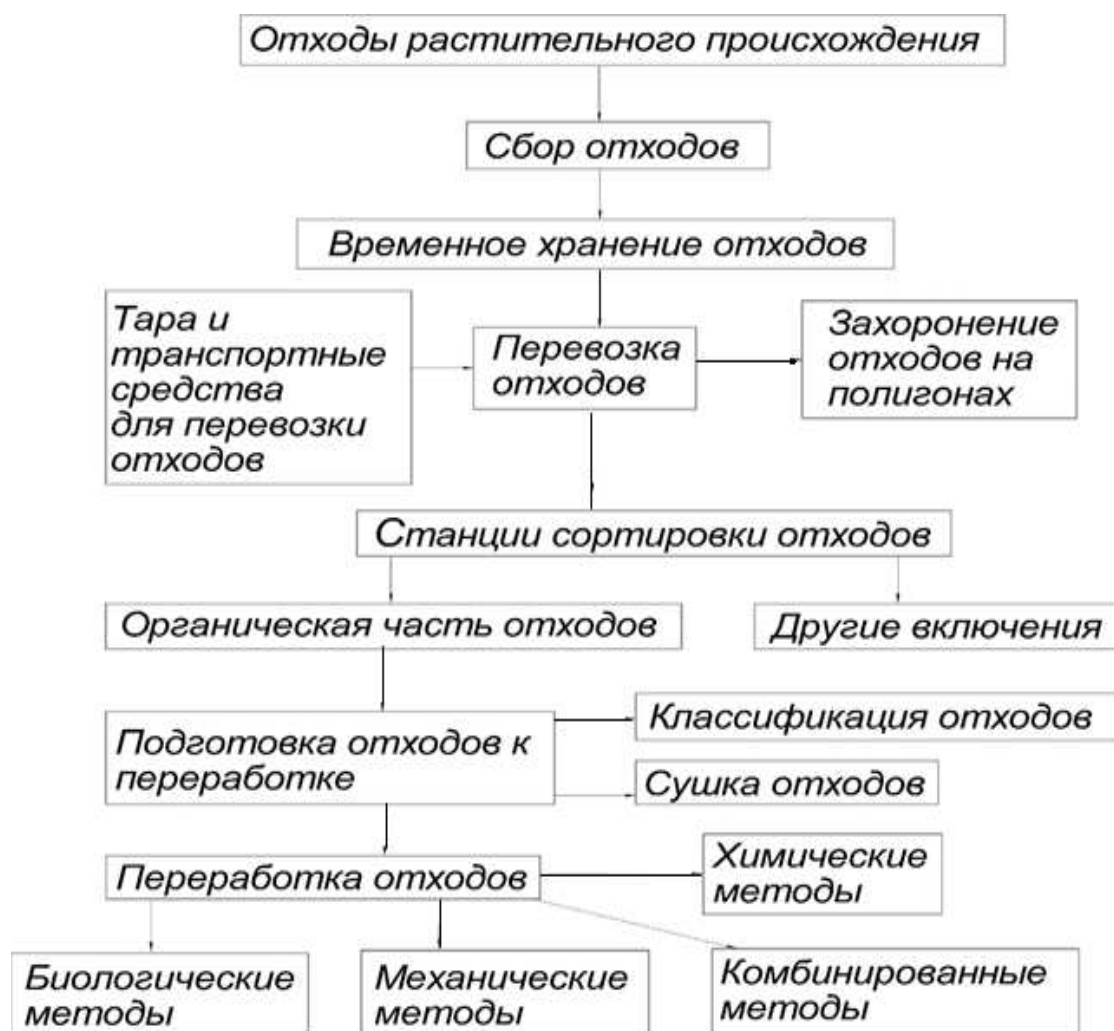 Отходы растительного происхождения
Сбор отходов
Временное хранение отходов
Тара и
транспортные
средства
для перевозки
отходов
Перевозка
отходов
Захоронение
отходов на
полигонах
Станции сортировки отходов
Органическая часть отходов
Другие включения
Подготовка отходов к
переработке
Классификация отходов
Сушка отходов
Переработка отходов
Химические
методы
Биологические
методы
Механические
методы
Комбинированные
методы